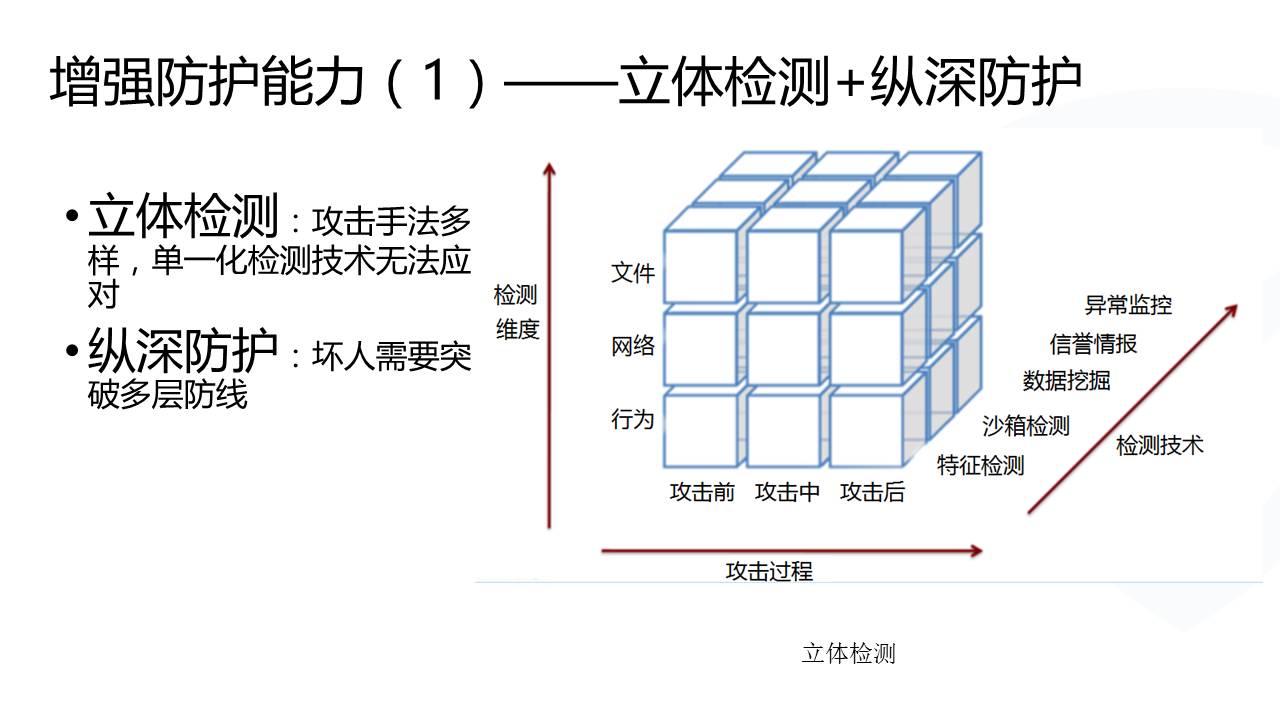 增强防护能力（1）——立体检测+纵深防护
•立体检测：攻击手法多
样，单一化检测技术无法应
对
•纵深防护：坏人需要突
破多层防线
检测
维度
文件
网络
行为
攻击前 攻击中 攻击后
攻击过程
异常监控
信誉情报
数据挖掘
沙箱检测
特征检测
检测技术
立体检测